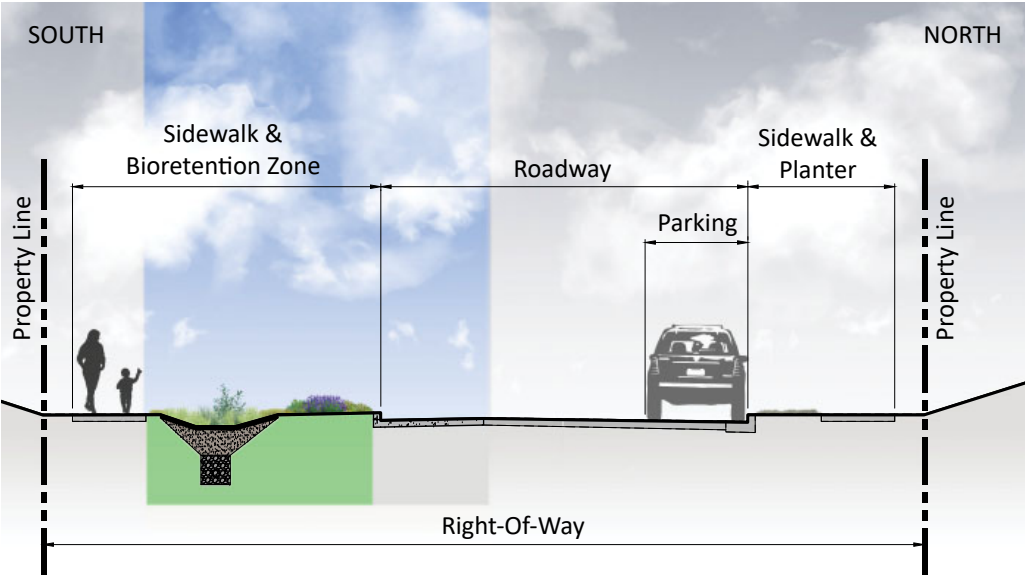 SOUTH
NORTH
Sidewalk &
Bioretention Zone
Roadway
Sidewalk &
Planter
Parking
Property Line
Property Line
Right-Of-Way